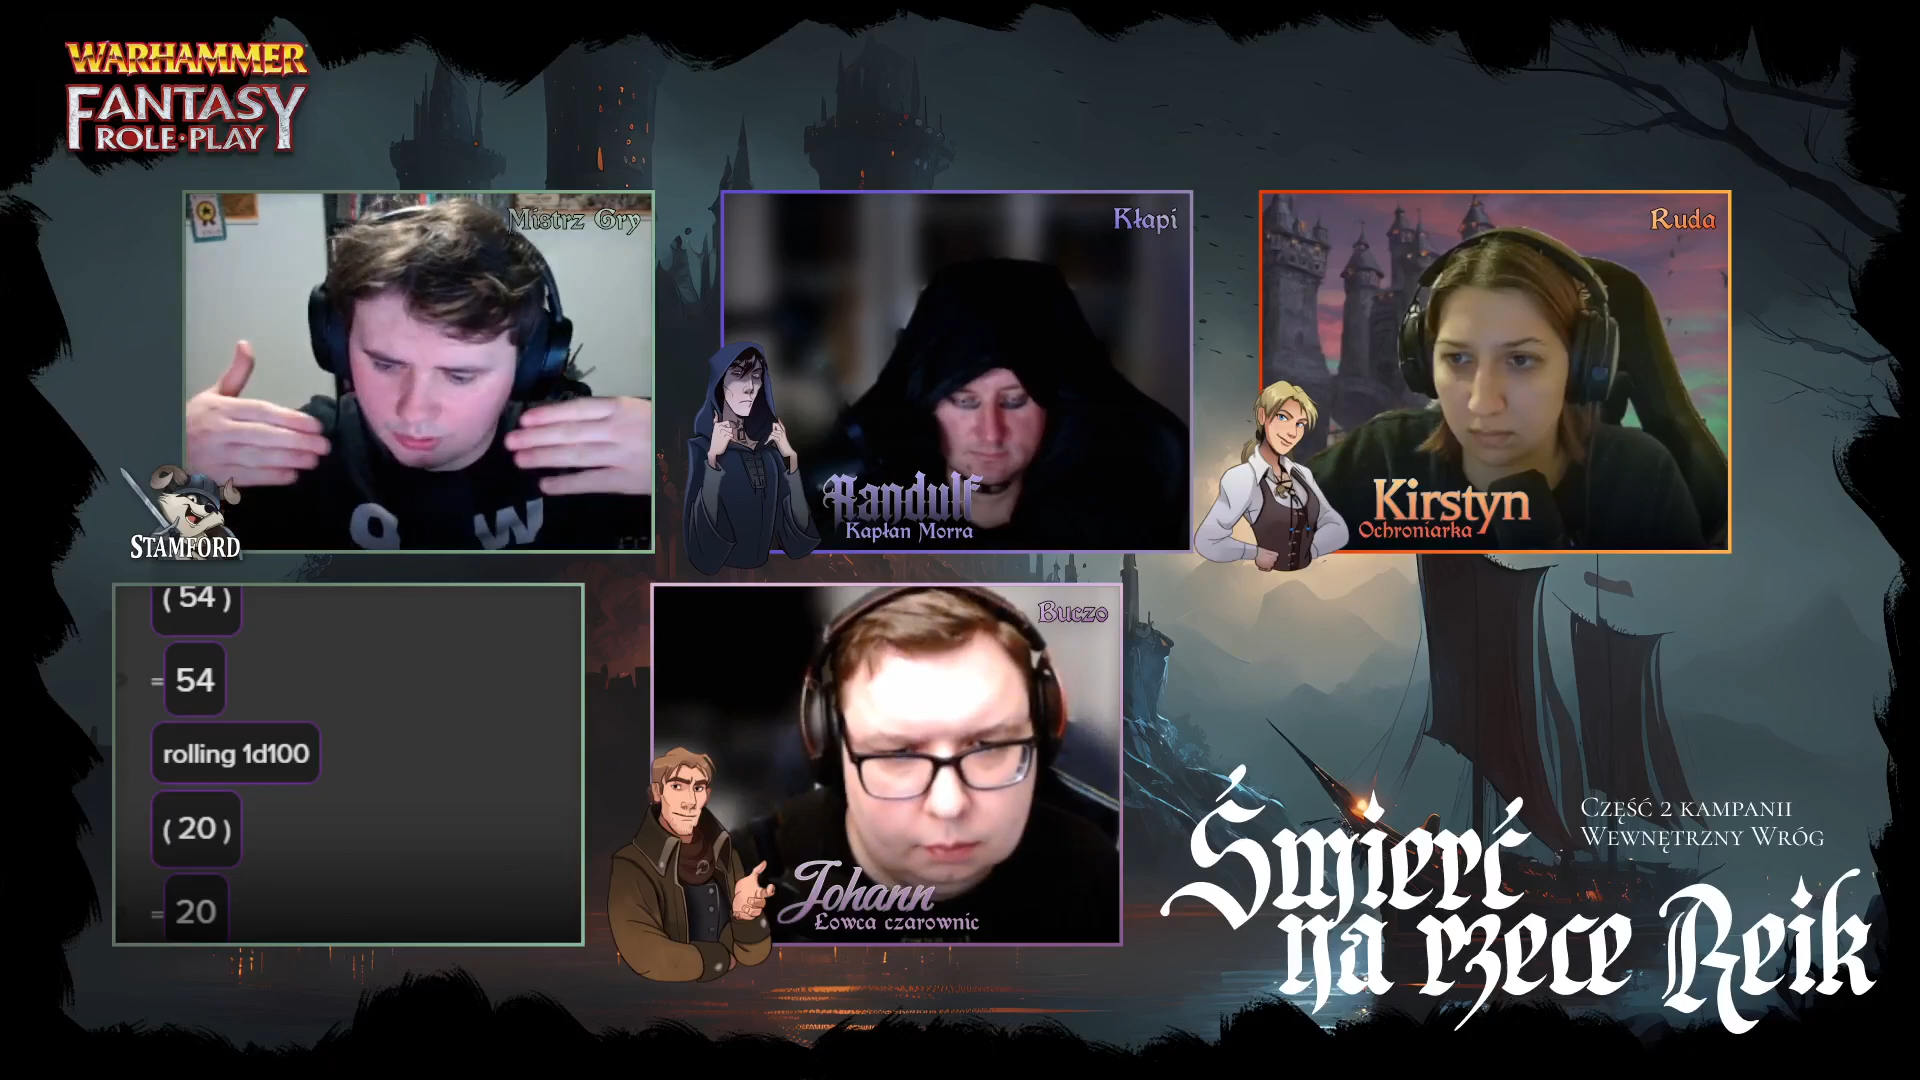 WARHAMMER
FANTASY
ROLE·PLAY
Mistrz Gry
STAMFORD
Kłapi
Randulf
Kapłan Morra
Ruda
Kirstyn
Ochroniarka
( 54 )
= 54
rolling 1d100
( 20 )
= 20
Buczo
Johann
Łowca czarownic
Część 2 kampanii
Wewnętrzny Wróg
Śmierć
na rzece Reik